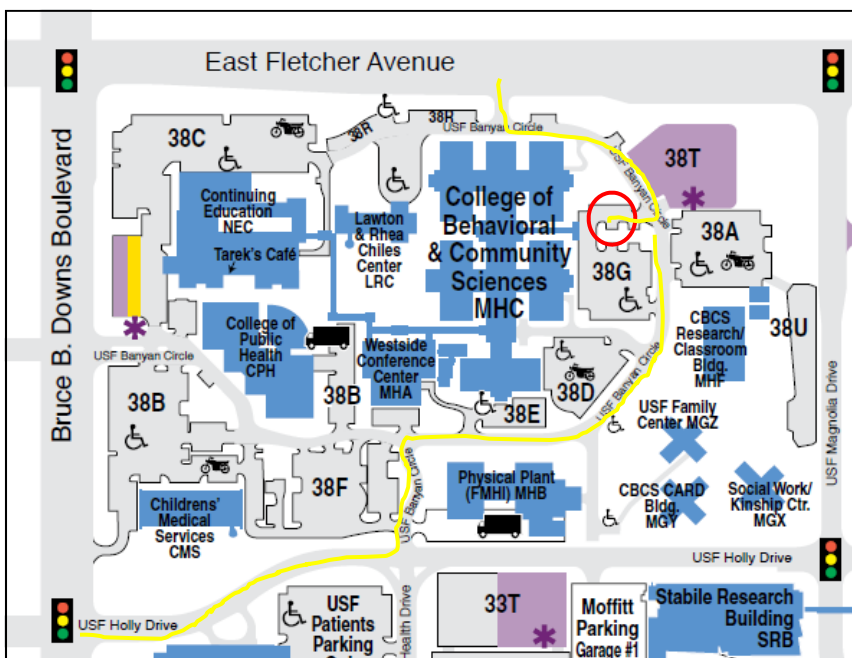 East Fletcher Avenue
Bruce B. Downs Boulevard
38C
38R
38R
USF Banyan Circle
38T
USF Banyan Circle
Continuing
Education
NEC
Tarek's Café
Lawton
& Rhea
Chiles
Center
LRC
College of
Behavioral
& Community
Sciences
MHC
38G
38A
College of
Public
Health
CPH
Westside
Conference
Center
MHA
CBCS
Research/
Classroom
Bldg.
MHF
38U
USF Banyan Circle
38B
38B
38D
38E
USF Banyan Circle
USF Family
Center MGZ
USF Magnolia Drive
38F
USF Banyan Circle
Physical Plant
(FMHI) MHB
CBCS CARD
Bldg.
MGY
Social Work/
Kinship Ctr.
MGX
Childrens'
Medical
Services
CMS
USF Holly Drive
USF Holly Drive
USF
Patients
Parking
Health Drive
33T
Moffitt
Parking
Garage #1
Stabile Research
Building
SRB